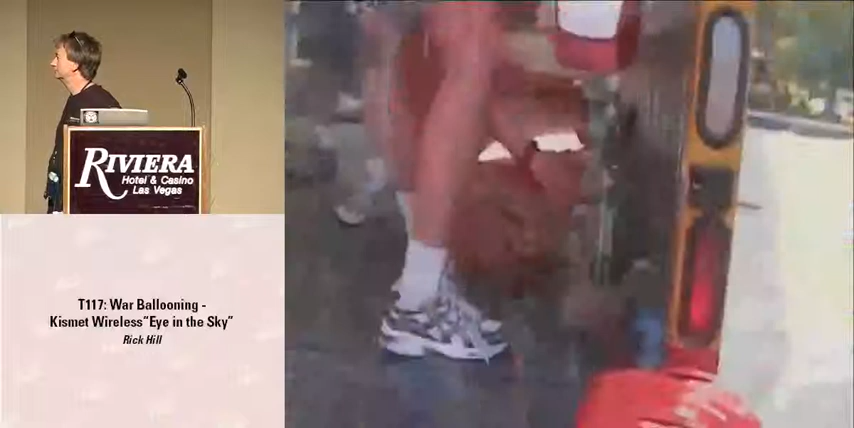 RIVIERA
Hotel & Casino
Las Vegas
T117: War Ballooning -
Kismet Wireless“Eye in the Sky”
Rick Hill